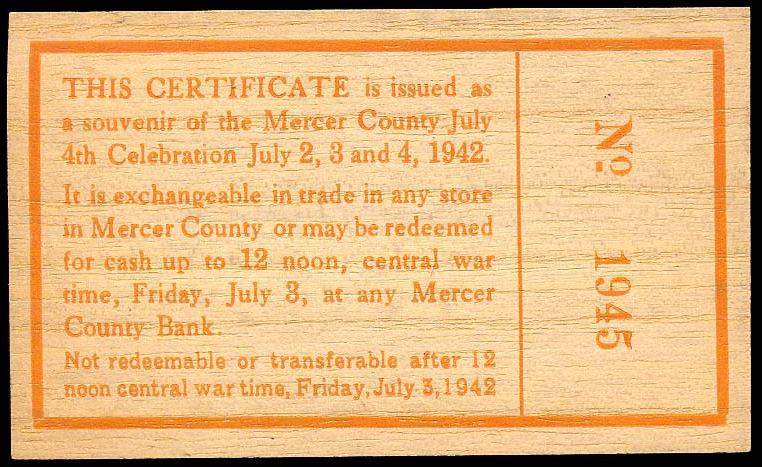 THIS CERTIFICATE is issued as
a souvenir of the Mercer County July
4th Celebration July 2, 3 and 4, 1942.
It is exchangeable in trade in any store
in Mercer County or may be redeemed
for cash up to 12 noon, central war
time, Friday, July 3, at any Mercer
County Bank.
Not redeemable or transferable after 12
noon central war time, Friday, July 3, 1942
No. 1945